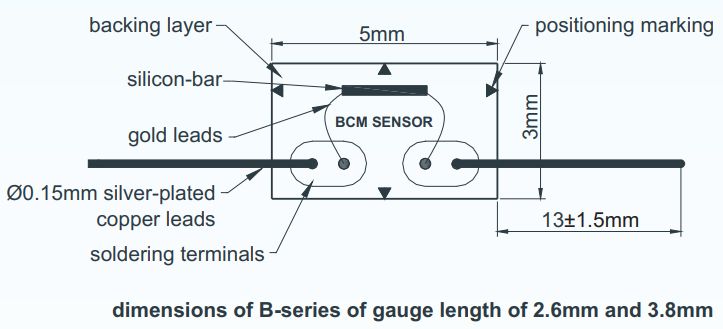 backing layer
5mm
positioning marking
silicon-bar
gold leads
BCM SENSOR
3mm
Ø0.15mm silver-plated
copper leads
13±1.5mm
soldering terminals
dimensions of B-series of gauge length of 2.6mm and 3.8mm